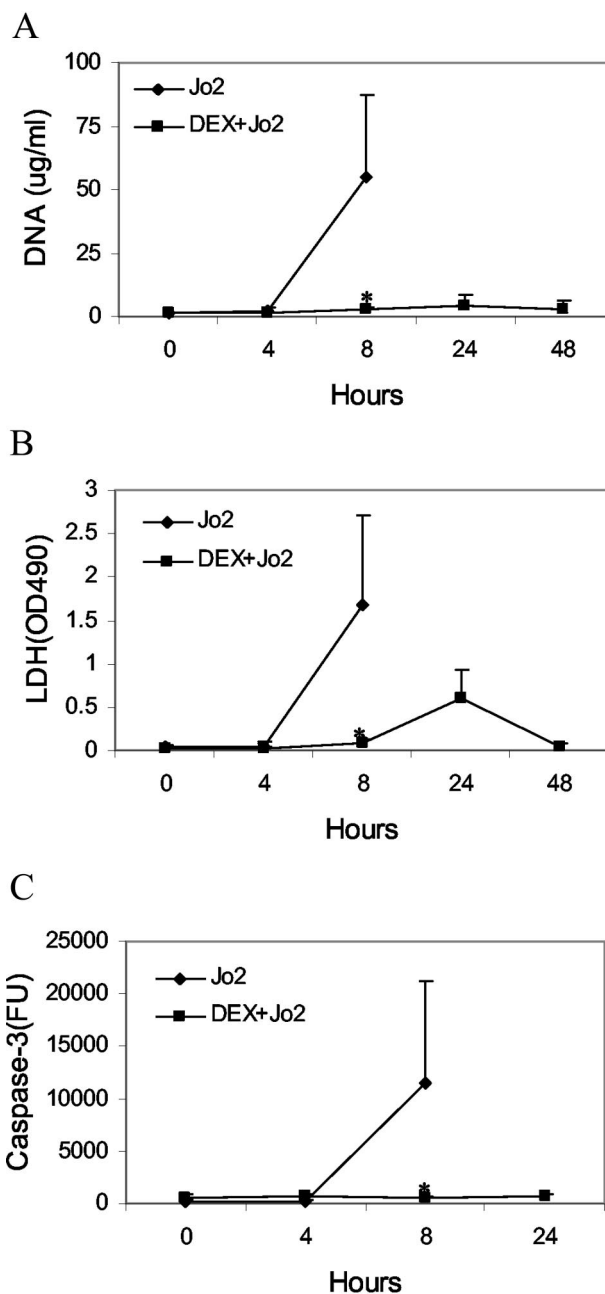 A
100
75
50
25
0
DNA (ug/ml)
Jo2
DEX+Jo2
*
0 4 8 24 48
Hours
B
3
2.5
2
1.5
1
0.5
0
LDH(OD490)
Jo2
DEX+Jo2
*
0 4 8 24 48
Hours
C
25000
20000
15000
10000
5000
0
Caspase-3(FU)
Jo2
DEX+Jo2
*
0 4 8 24
Hours